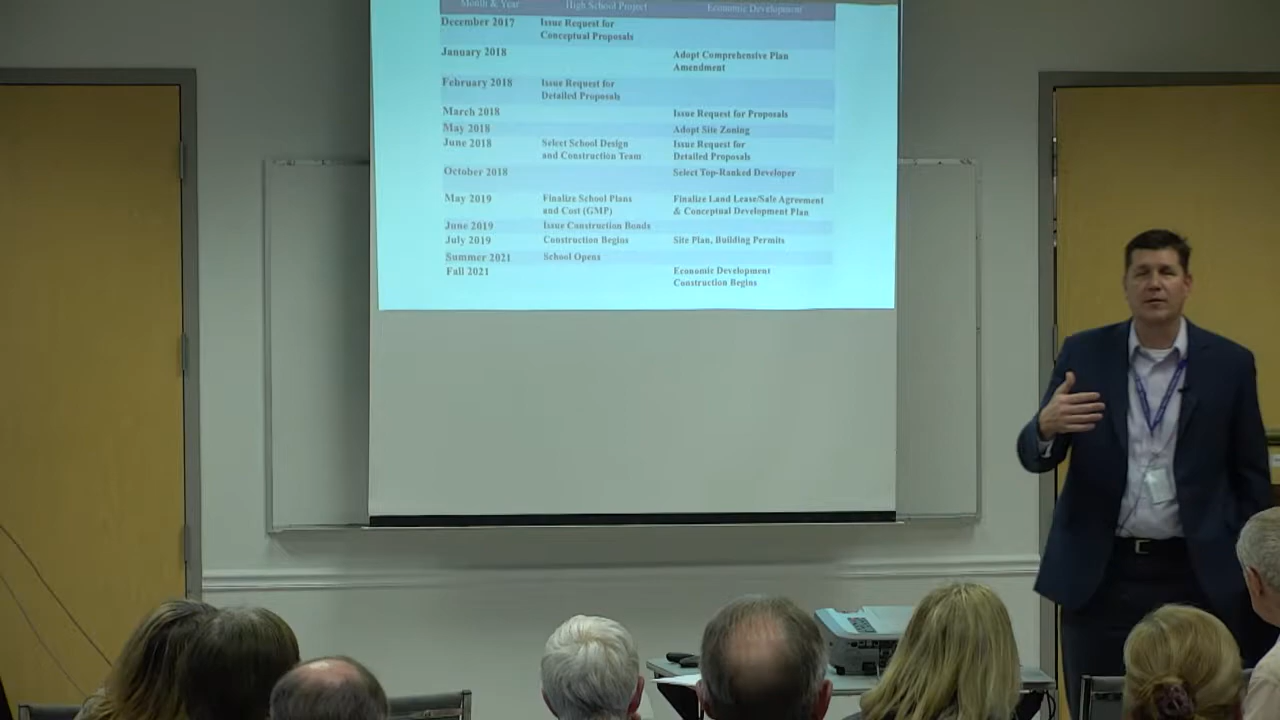 Month & Year High School Project Economic Development
December 2017 Issue Request for
Conceptual Proposals
January 2018 Adopt Comprehensive Plan
Amendment
February 2018 Issue Request for
Detailed Proposals
March 2018 Issue Request for Proposals
May 2018 Adopt Site Zoning
June 2018 Select School Design Issue Request for
and Construction Team Detailed Proposals
October 2018 Select Top-Ranked Developer
May 2019 Finalize School Plans Finalize Land Lease/Sale Agreement
and Cost (GMP) & Conceptual Development Plan
June 2019 Issue Construction Bonds
July 2019 Construction Begins Site Plan, Building Permits
Summer 2021 School Opens
Fall 2021 Economic Development
Construction Begins